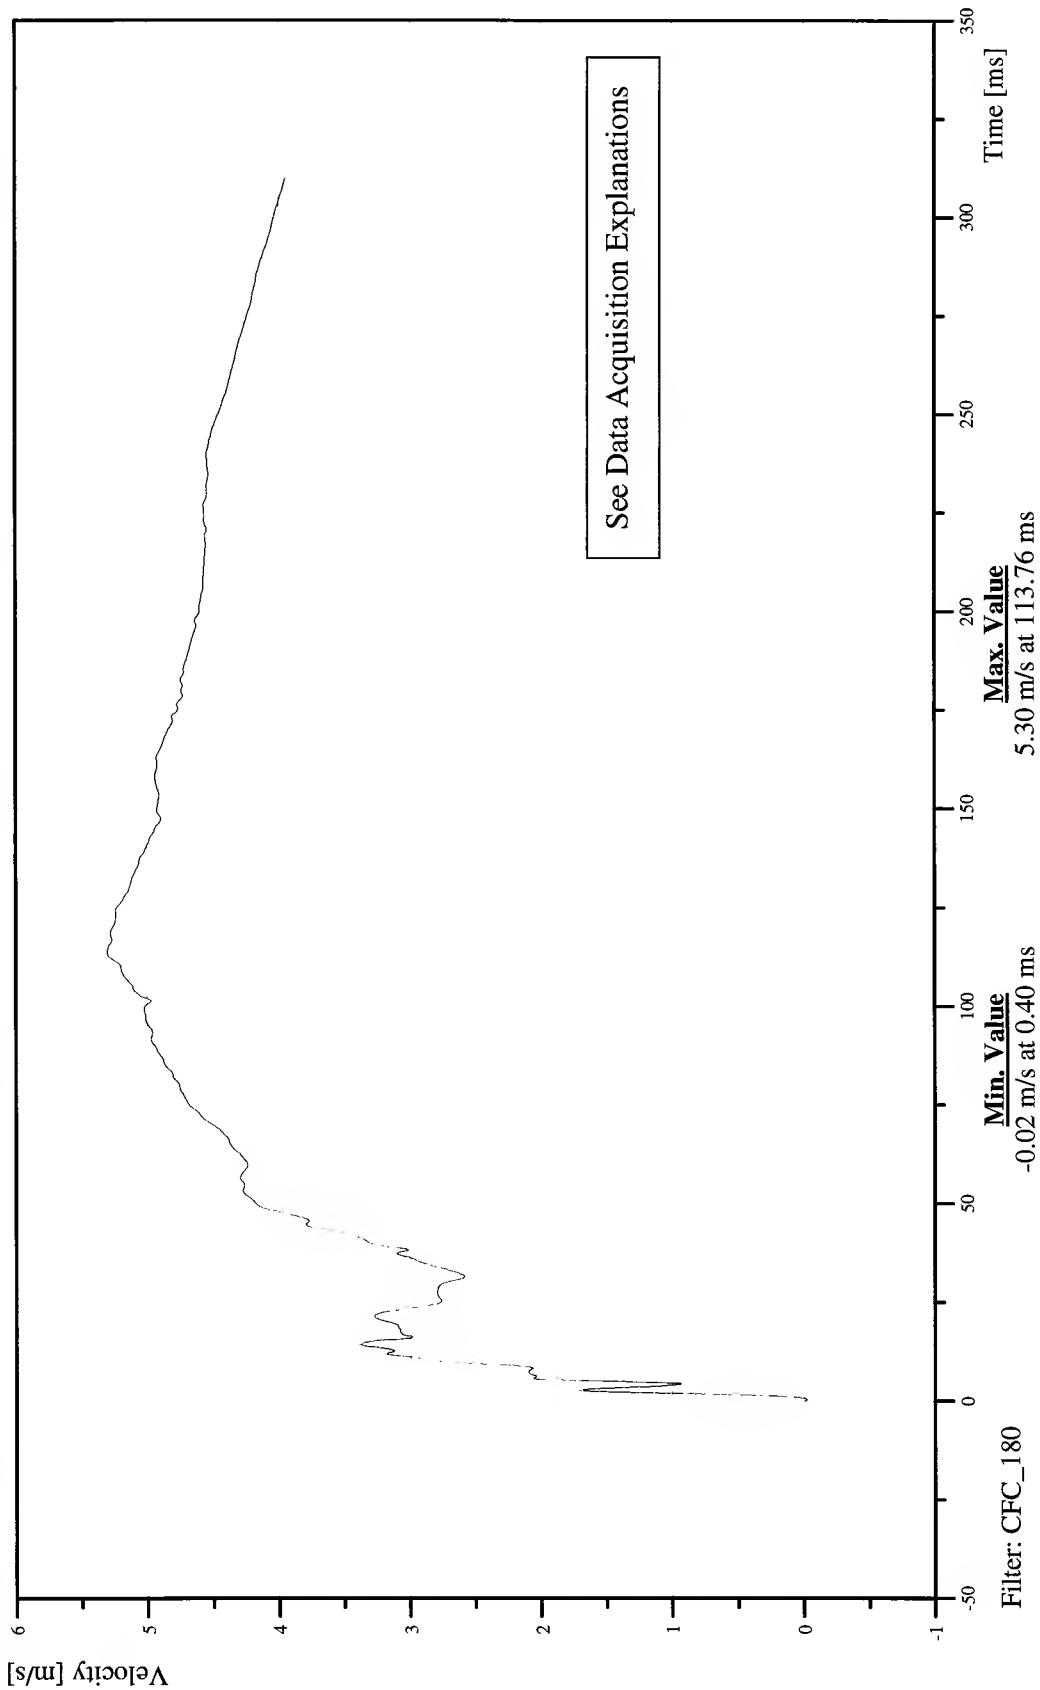 Velocity [m/s]
6
5
4
3
2
1
0
-1
-50
0
50
100
150
200
250
300
350
Time [ms]
See Data Acquisition Explanations
Filter: CFC_180
Min. Value
-0.02 m/s at 0.40 ms
Max. Value
5.30 m/s at 113.76 ms